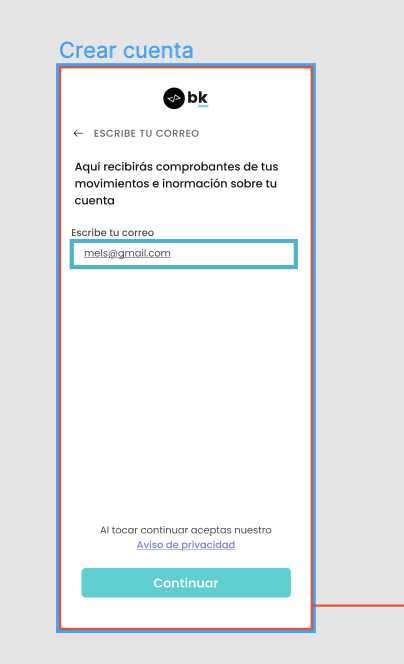 Crear cuenta
</> bk
← ESCRIBE TU CORREO
Aquí recibirás comprobantes de tus
movimientos e inormación sobre tu
cuenta
Escribe tu correo
mels@gmail.com
Al tocar continuar aceptas nuestro
Aviso de privacidad
Continuar